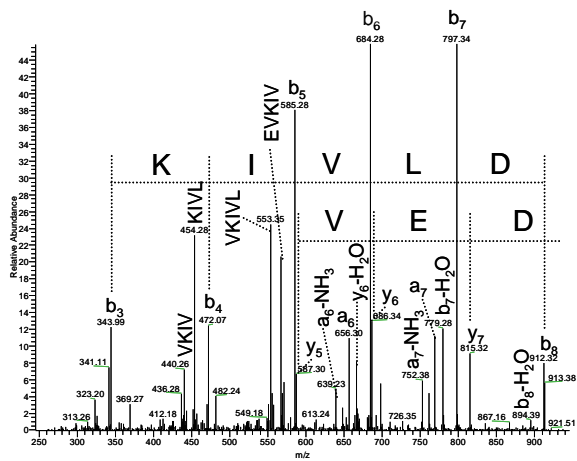 b6
b7
684.28
797.34
44
42
40
38
36
34
32
30
28
26
24
22
20
18
16
14
12
10
8
6
4
2
0
Relative Abundance
b5
585.28
EVKIV
K I V L D
V E D
KIVL
454.28
VKIVL
553.35
b3
343.99
341.11
323.20
313.26
369.27
412.18
VKIV
440.26
436.28
b4
472.07
482.24
549.18
y5
587.30
613.24
a6-NH3
639.23
a6
656.30
y6-H2O
y6
686.34
726.35
a7-NH3
752.38
a7
b7-H2O
779.28
y7
815.32
867.16
b8-H2O
894.39
b8
912.32
913.38
921.51
250 300 350 400 450 500 550 600 650 700 750 800 850 900
m/z